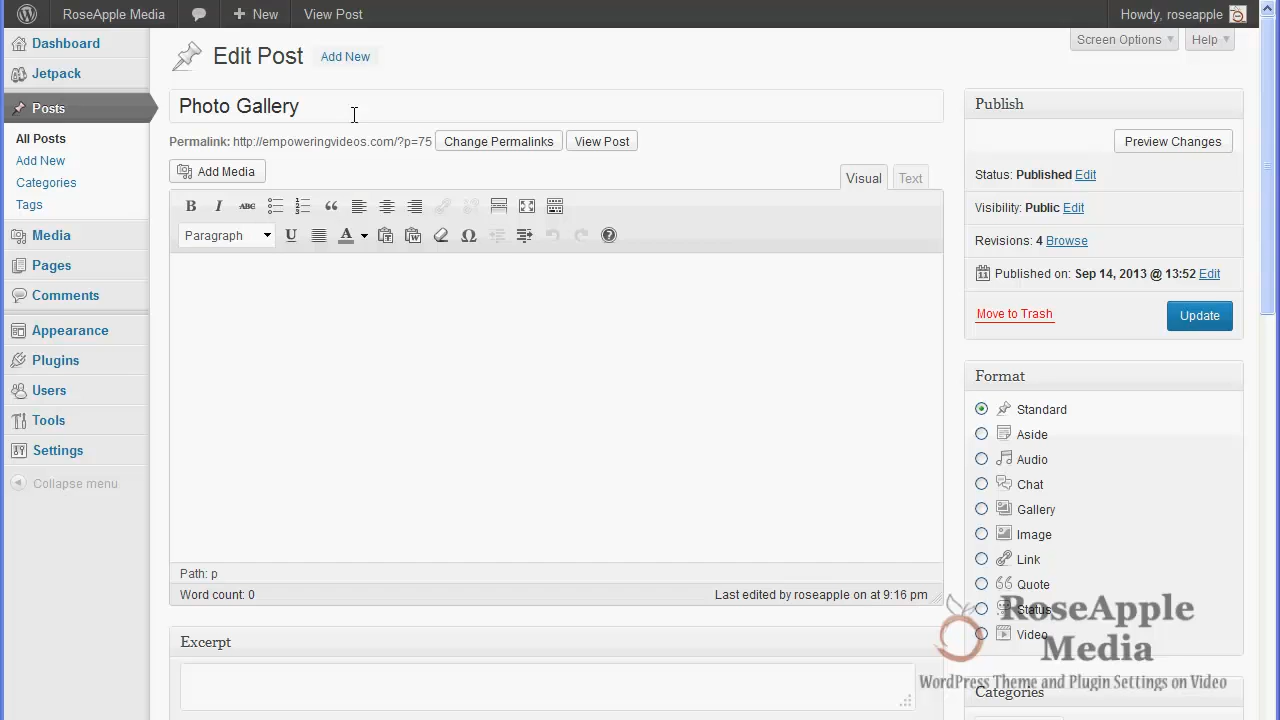 RoseApple Media
New
View Post
Howdy, roseapple
Dashboard
Jetpack
Posts
All Posts
Add New
Categories
Tags
Media
Pages
Comments
Appearance
Plugins
Users
Tools
Settings
Collapse menu
Screen Options
Help
Edit Post
Add New
Photo Gallery
Permalink: http://empoweringvideos.com/?p=75
Change Permalinks
View Post
Add Media
Visual
Text
B I ABC
Paragraph
U
A
Path: p
Word count: 0
Last edited by roseapple on at 9:16 pm
Excerpt
Publish
Preview Changes
Status: Published Edit
Visibility: Public Edit
Revisions: 4 Browse
Published on: Sep 14, 2013 @ 13:52 Edit
Move to Trash
Update
Format
Standard
Aside
Audio
Chat
Gallery
Image
Link
Quote
Status
Video
Categories
RoseApple
Media
WordPress Theme and Plugin Settings on Video